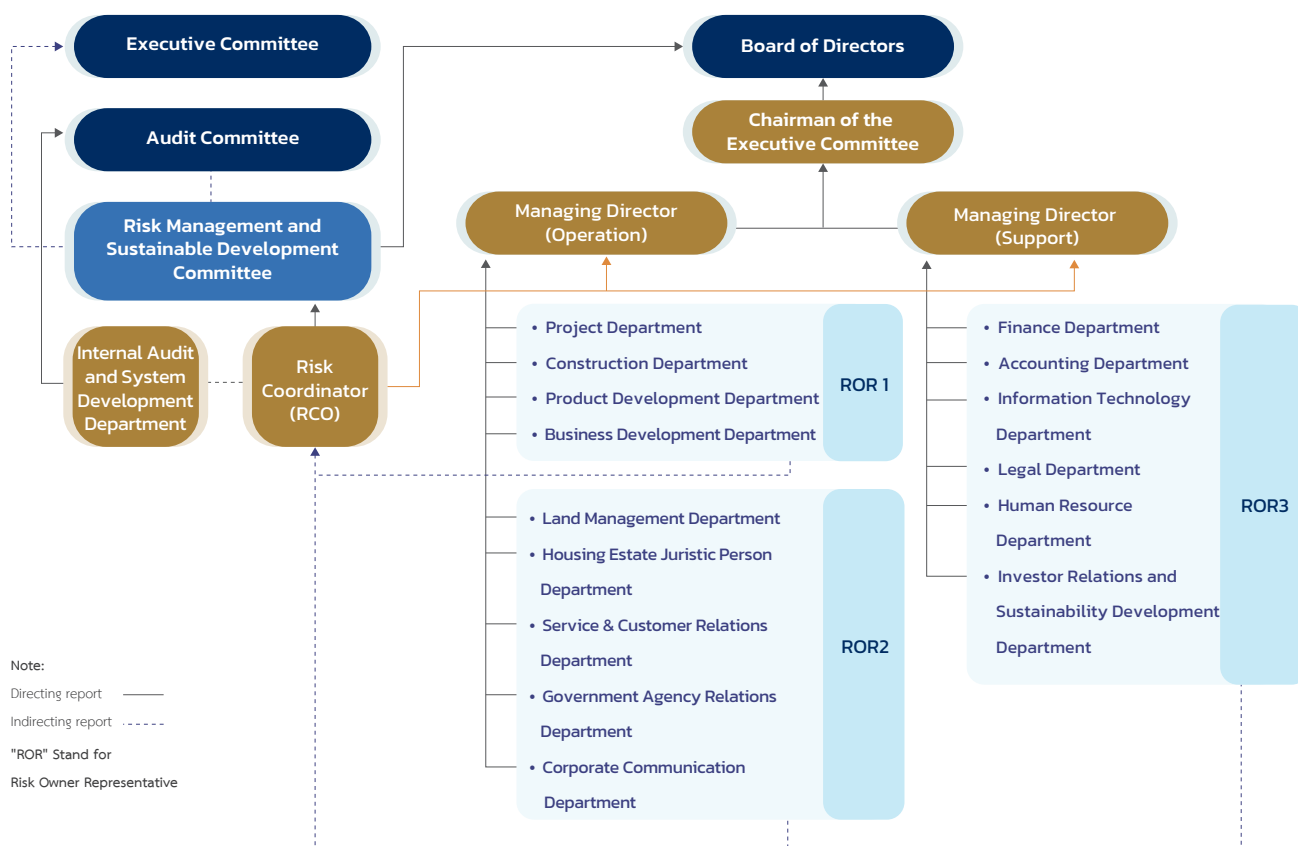 Executive Committee
Board of Directors
Audit Committee
Chairman of the
Executive Committee
Risk Management and
Sustainable Development
Committee
Managing Director
(Operation)
Managing Director
(Support)
Internal Audit
and System
Development
Department
Risk
Coordinator
(RCO)
• Project Department
• Construction Department
• Product Development Department
• Business Development Department
ROR 1
• Land Management Department
• Housing Estate Juristic Person
Department
• Service & Customer Relations
Department
• Government Agency Relations
Department
• Corporate Communication
Department
ROR2
• Finance Department
• Accounting Department
• Information Technology
Department
• Legal Department
• Human Resource
Department
• Investor Relations and
Sustainability Development
Department
ROR3
Note:
Directing report
Indirecting report
"ROR" Stand for
Risk Owner Representative